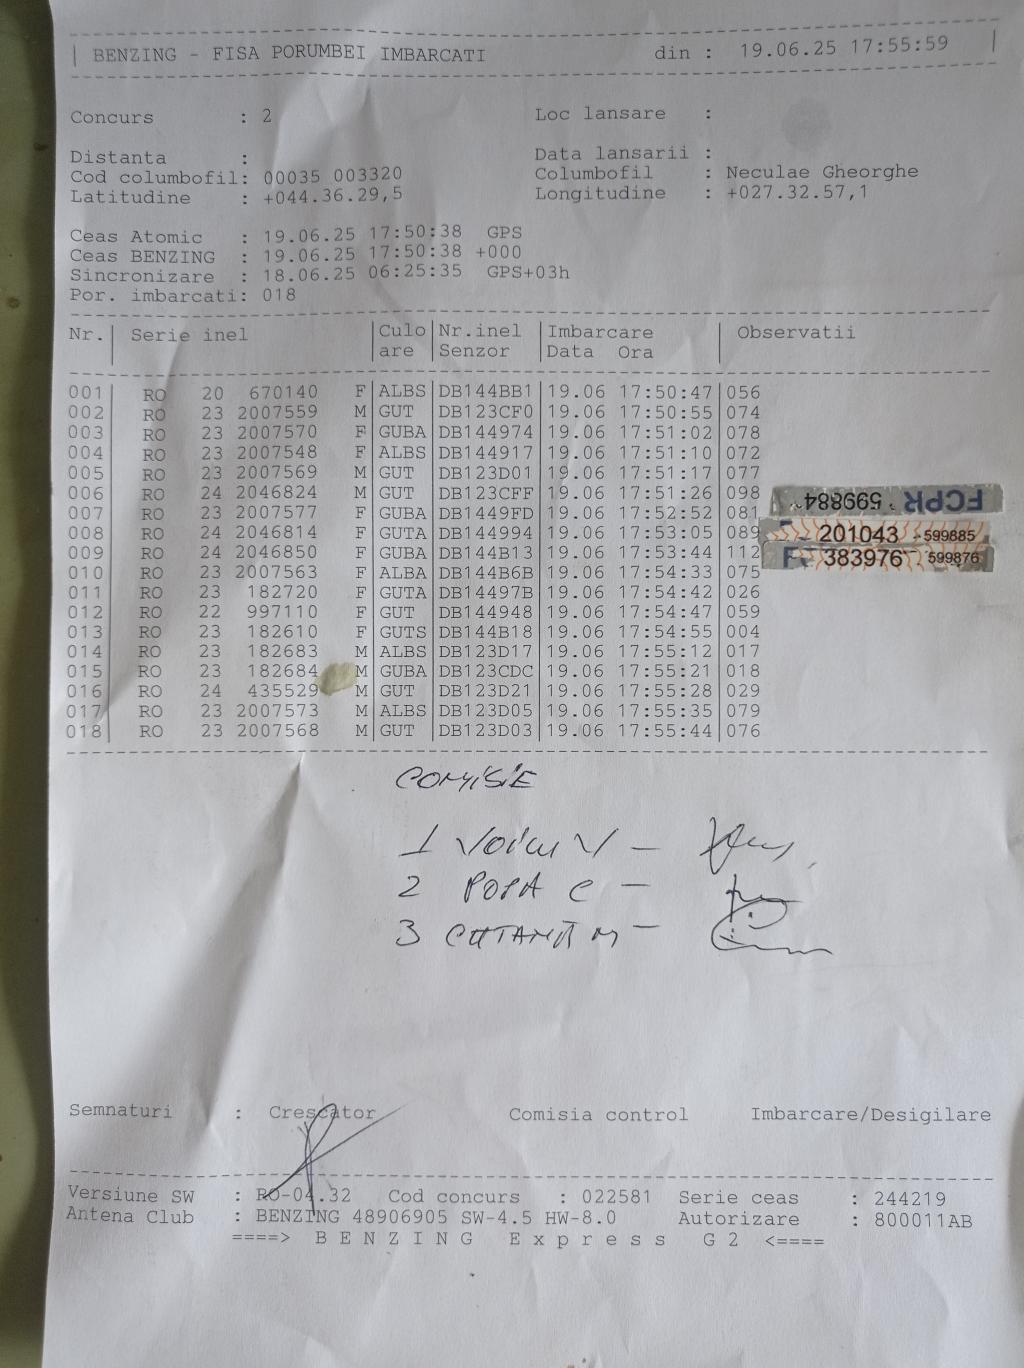 BENZING - FISA PORUMBEI IMBARCATI din : 19.06.25 17:55:59
Concurs : 2 Loc lansare :
Distanta : Data lansarii :
Cod columbofil: 00035 003320 Columbofil : Neculae Gheorghe
Latitudine : +044.36.29,5 Longitudine : +027.32.57,1
Ceas Atomic : 19.06.25 17:50:38 GPS
Ceas BENZING : 19.06.25 17:50:38 +000
Sincronizare : 18.06.25 06:25:35 GPS+03h
Por. imbarcati: 018
Nr. Serie inel Culo Nr.inel Imbarcare Observatii
are Senzor Data Ora
001 RO 20 670140 F ALBS DB144BB1 19.06 17:50:47 056
002 RO 23 2007559 M GUT DB123CF0 19.06 17:50:55 074
003 RO 23 2007570 F GUBA DB144974 19.06 17:51:02 078
004 RO 23 2007548 F ALBS DB144917 19.06 17:51:10 072
005 RO 23 2007569 M GUT DB123D01 19.06 17:51:17 077
006 RO 24 2046824 M GUT DB123CFF 19.06 17:51:26 098 FCPR 599884
007 RO 23 2007577 F GUBA DB1449FD 19.06 17:52:52 081
008 RO 24 2046814 F GUTA DB144994 19.06 17:53:05 089 201043 599885
009 RO 24 2046850 F GUBA DB144B13 19.06 17:53:44 112 F 383976 599876
010 RO 23 2007563 F ALBA DB144B6B 19.06 17:54:33 075
011 RO 23 182720 F GUTA DB14497B 19.06 17:54:42 026
012 RO 22 997110 F GUT DB144948 19.06 17:54:47 059
013 RO 23 182610 F GUTS DB144B18 19.06 17:54:55 004
014 RO 23 182683 M ALBS DB123D17 19.06 17:55:12 017
015 RO 23 182684 M GUBA DB123CDC 19.06 17:55:21 018
016 RO 24 435529 M GUT DB123D21 19.06 17:55:28 029
017 RO 23 2007573 M ALBS DB123D05 19.06 17:55:35 079
018 RO 23 2007568 M GUT DB123D03 19.06 17:55:44 076
COMISIE
1 Voicu V -
2 POPA C -
3 CATANĂ M -
Semnaturi : Crescator Comisia control Imbarcare/Desigilare
Versiune SW : RO-04.32 Cod concurs : 022581 Serie ceas : 244219
Antena Club : BENZING 48906905 SW-4.5 HW-8.0 Autorizare : 800011AB
====> B E N Z I N G E x p r e s s G 2 <====